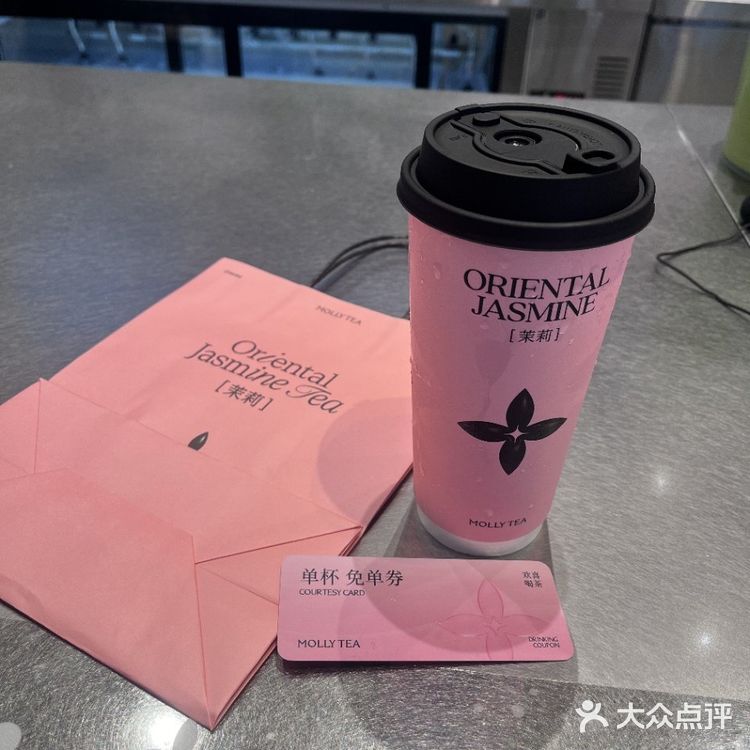 MOLLY TEA
Oriental
Jasmine Tea
[茉莉]
ORIENTAL
JASMINE
[茉莉]
MOLLY TEA
单杯 免单券
COURTESY CARD
欢喜
喝茶
MOLLY TEA
DRINKING
COUPON
大众点评